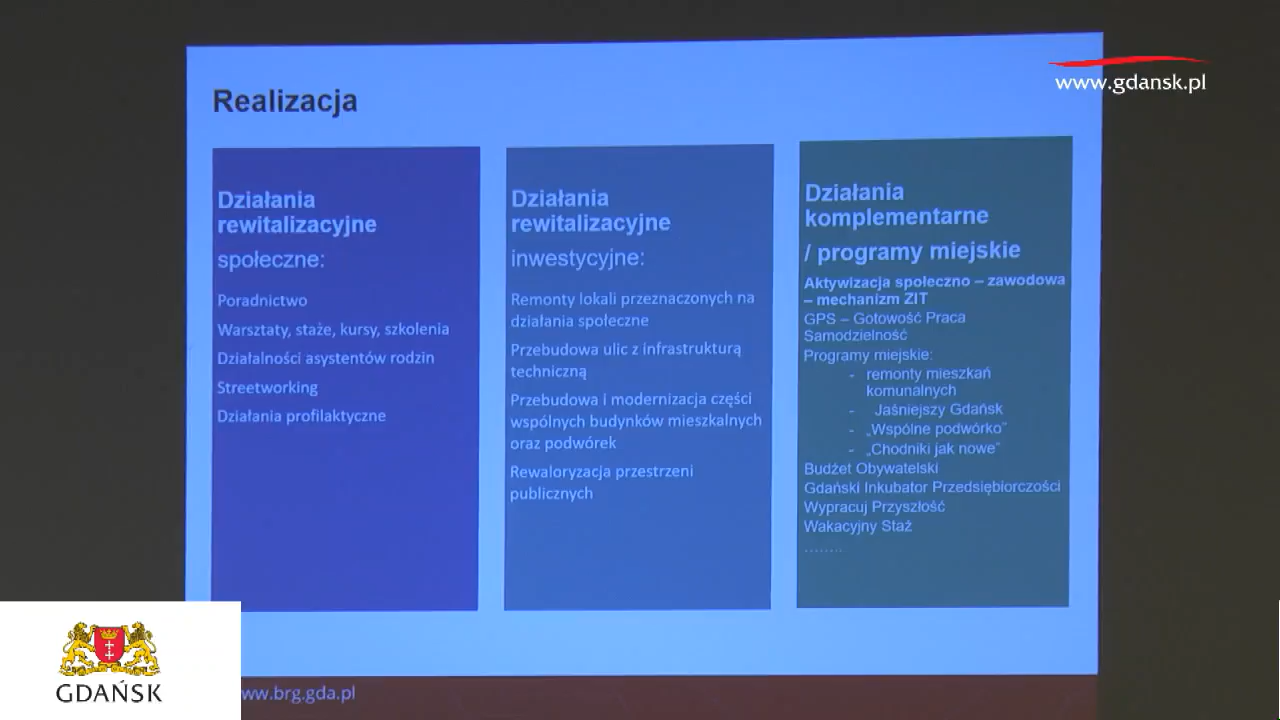 www.gdansk.pl
Realizacja
Działania
rewitalizacyjne
społeczne:
Poradnictwo
Warsztaty, staże, kursy, szkolenia
Działalności asystentów rodzin
Streetworking
Działania profilaktyczne
Działania
rewitalizacyjne
inwestycyjne:
Remonty lokali przeznaczonych na
działania społeczne
Przebudowa ulic z infrastrukturą
techniczną
Przebudowa i modernizacja części
wspólnych budynków mieszkalnych
oraz podwórek
Rewaloryzacja przestrzeni
publicznych
Działania
komplementarne
/ programy miejskie
Aktywizacja społeczno – zawodowa
– mechanizm ZIT
GPS – Gotowość Praca
Samodzielność
Programy miejskie:
- remonty mieszkań
komunalnych
- Jaśniejszy Gdańsk
- „Wspólne podwórko”
- „Chodniki jak nowe”
Budżet Obywatelski
Gdański Inkubator Przedsiębiorczości
Wypracuj Przyszłość
Wakacyjny Staż
........
GDAŃSK
ww.brg.gda.pl